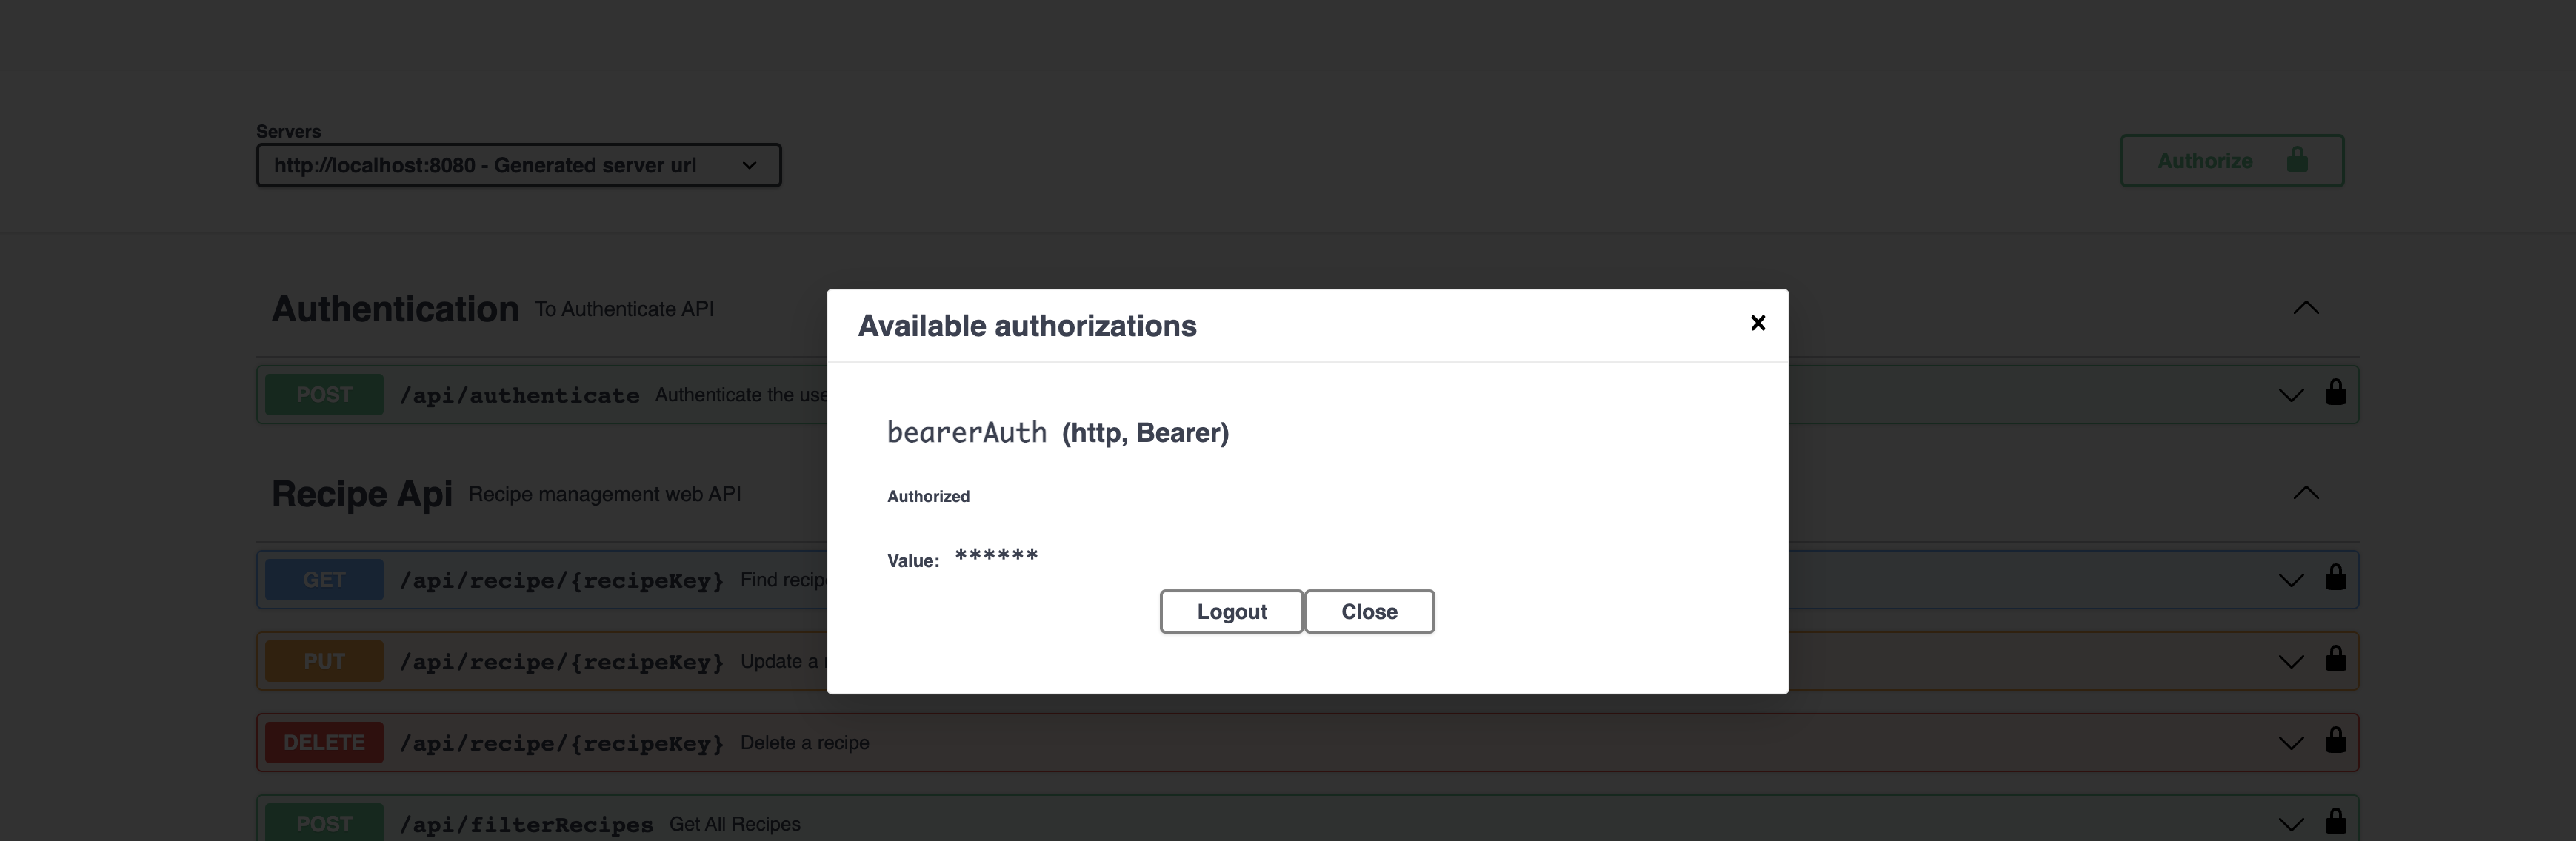 Servers
http://localhost:8080 - Generated server url
Authorize
Authentication To Authenticate API
POST /api/authenticate Authenticate the use
Recipe Api Recipe management web API
GET /api/recipe/{recipeKey} Find recip
PUT /api/recipe/{recipeKey} Update a
DELETE /api/recipe/{recipeKey} Delete a recipe
POST /api/filterRecipes Get All Recipes
Available authorizations
bearerAuth (http, Bearer)
Authorized
Value: ******
Logout Close